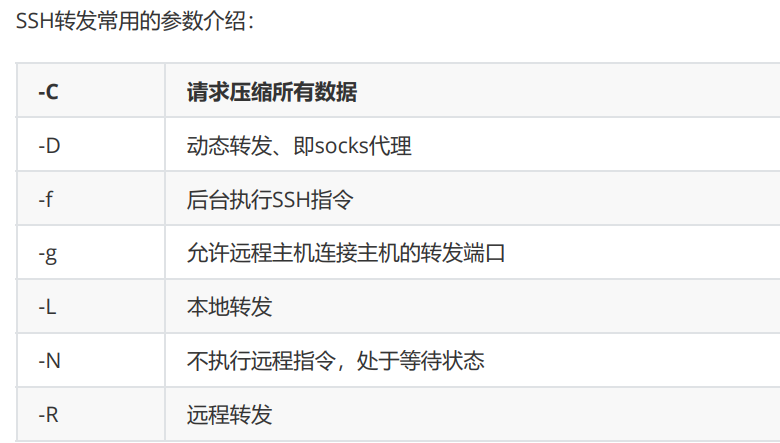 SSH转发常用的参数介绍：
-C 请求压缩所有数据
-D 动态转发、即socks代理
-f 后台执行SSH指令
-g 允许远程主机连接主机的转发端口
-L 本地转发
-N 不执行远程指令，处于等待状态
-R 远程转发